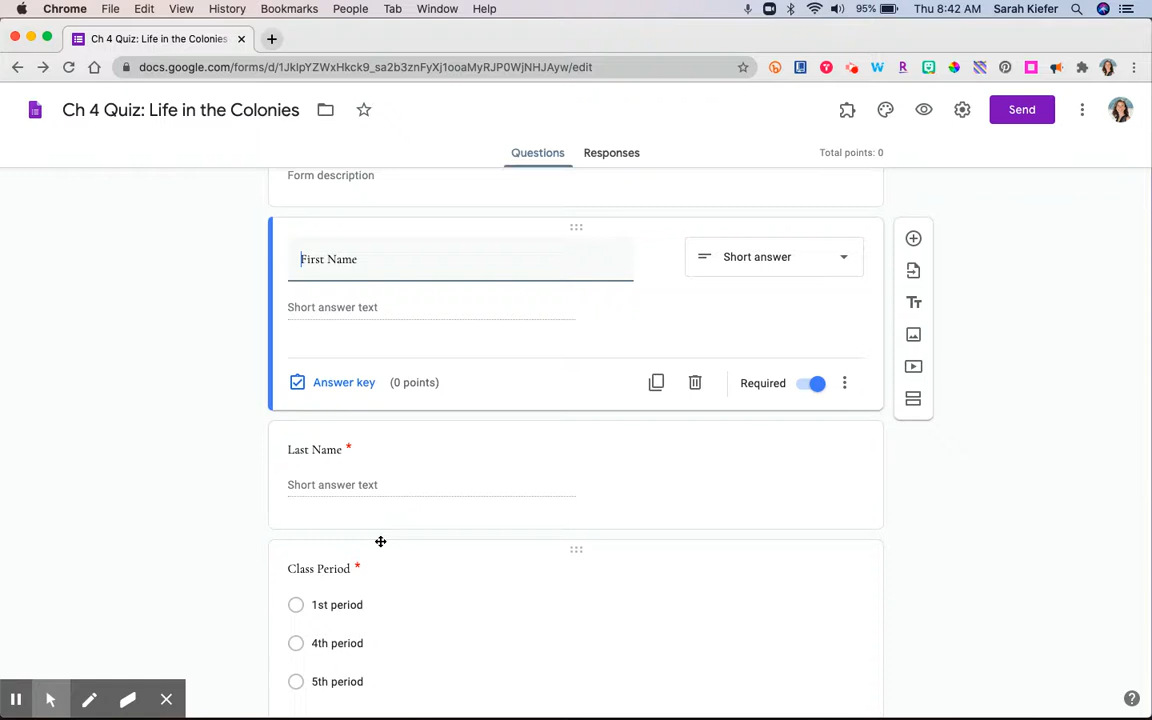 Chrome File Edit View History Bookmarks People Tab Window Help 95% Thu 8:42 AM Sarah Kiefer
Ch 4 Quiz: Life in the Colonies
docs.google.com/forms/d/1JklpYZWxHkck9_sa2b3znFyXj1ooaMyRJP0WjNHJAyw/edit
Ch 4 Quiz: Life in the Colonies
Send
Questions Responses Total points: 0
Form description
First Name
Short answer
Short answer text
Answer key (0 points) Required
Last Name *
Short answer text
Class Period *
1st period
4th period
5th period